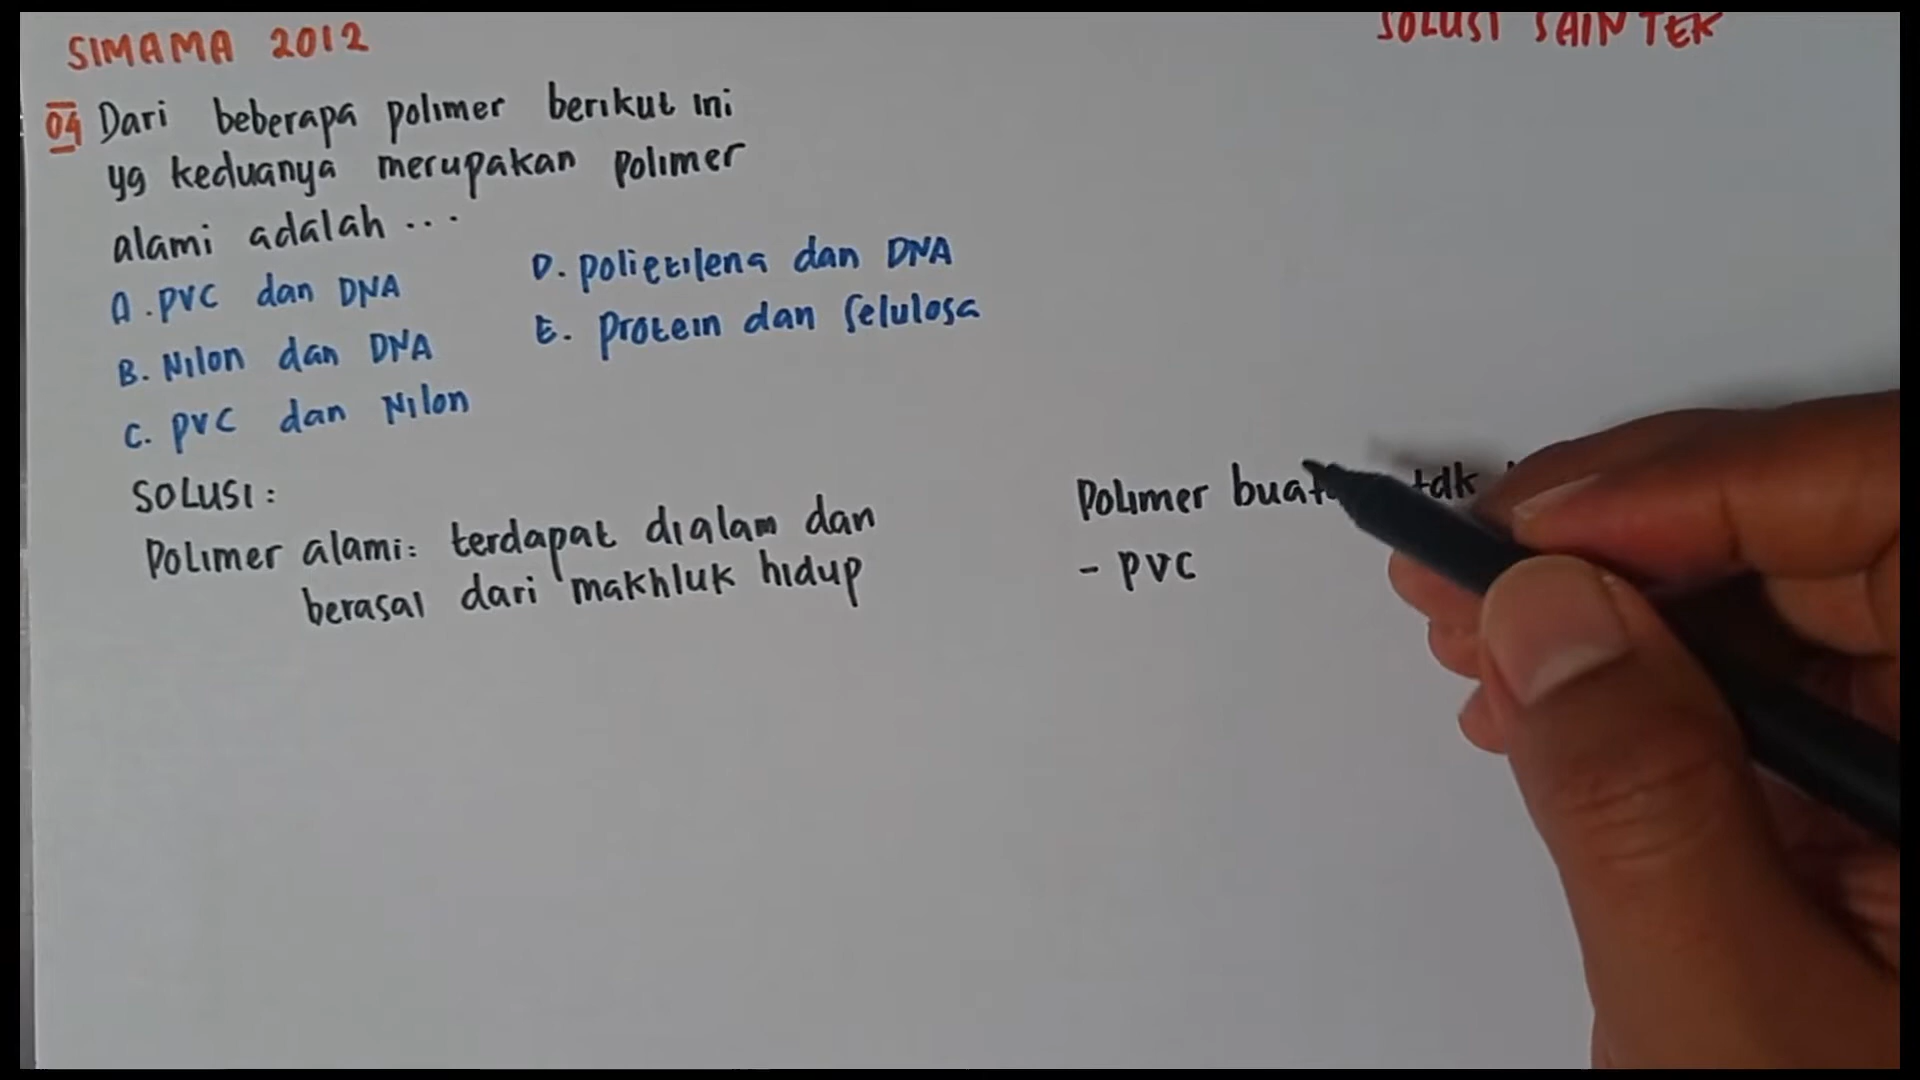 SIMAMA 2012
SOLUSI SAINTEK
04 Dari beberapa polimer berikut ini
yg keduanya merupakan polimer
alami adalah ...
A. PVC dan DNA
B. Nilon dan DNA
C. PVC dan Nilon
D. polietilena dan DNA
E. Protein dan Selulosa
SOLUSI:
Polimer alami: terdapat dialam dan
berasal dari makhluk hidup
Polimer tdk
- PVC